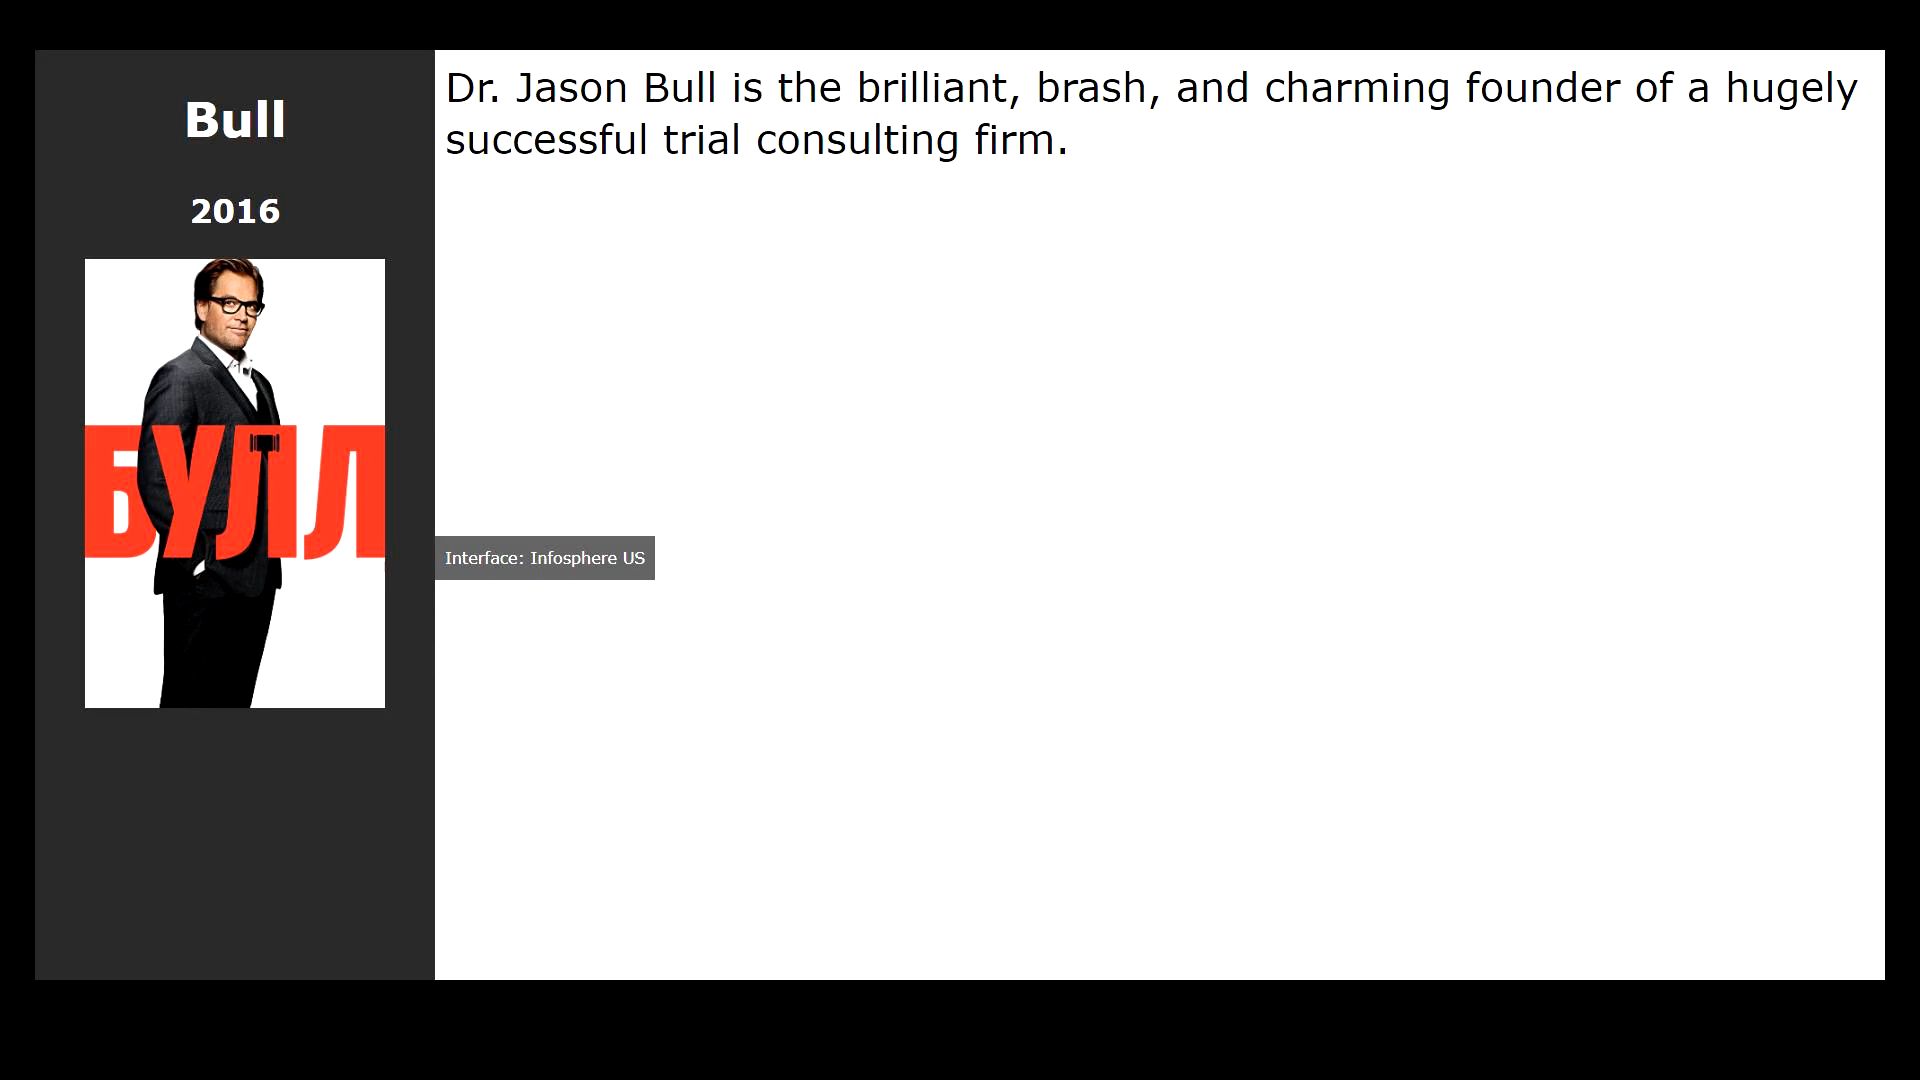 Bull
2016
БУЛЛ
Dr. Jason Bull is the brilliant, brash, and charming founder of a hugely
successful trial consulting firm.
Interface: Infosphere US